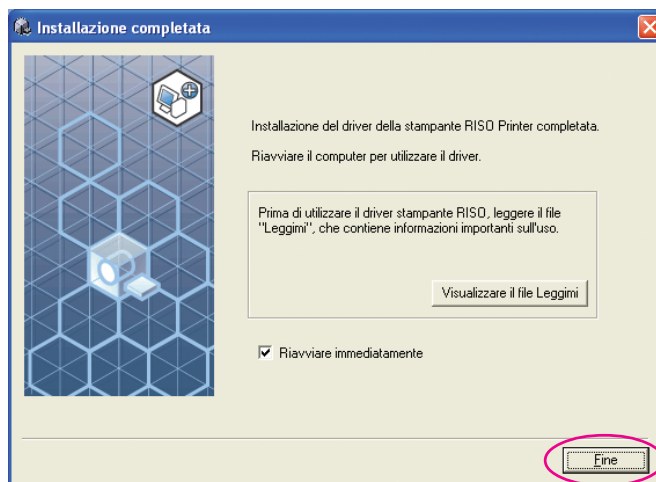 Installazione completata
Installazione del driver della stampante RISO Printer completata.
Riavviare il computer per utilizzare il driver.
Prima di utilizzare il driver stampante RISO, leggere il file
"Leggimi", che contiene informazioni importanti sull'uso.
Visualizzare il file Leggimi
Riavviare immediatamente
Fine